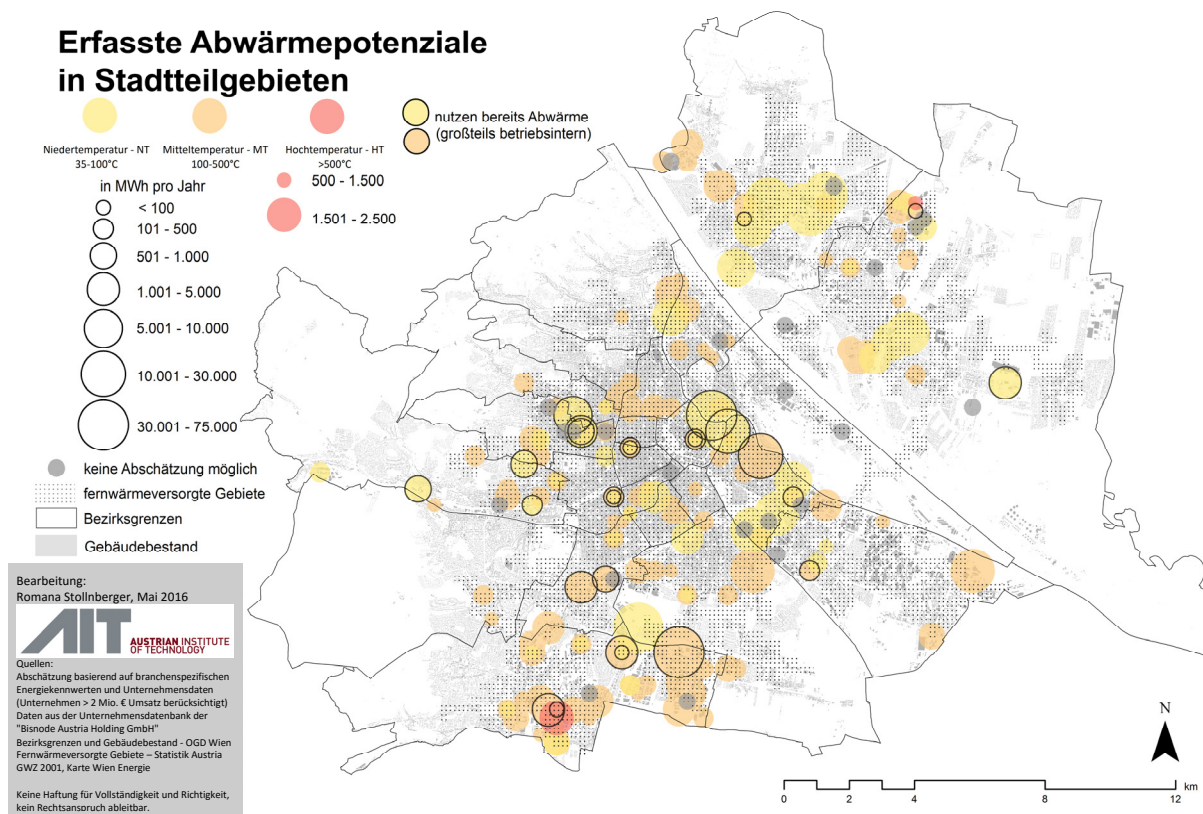 Erfasste Abwärmepotenziale
in Stadtteilgebieten
nutzen bereits Abwärme
(großteils betriebsintern)
Niedertemperatur - NT
35-100°C
Mitteltemperatur - MT
100-500°C
Hochtemperatur - HT
>500°C
in MWh pro Jahr
500 - 1.500
1.501 - 2.500
< 100
101 - 500
501 - 1.000
1.001 - 5.000
5.001 - 10.000
10.001 - 30.000
30.001 - 75.000
keine Abschätzung möglich
fernwärmeversorgte Gebiete
Bezirksgrenzen
Gebäudebestand
Bearbeitung:
Romana Stollnberger, Mai 2016
AIT AUSTRIAN INSTITUTE
OF TECHNOLOGY
Quellen:
Abschätzung basierend auf branchenspezifischen
Energiekennwerten und Unternehmensdaten
(Unternehmen > 2 Mio. € Umsatz berücksichtigt)
Daten aus der Unternehmensdatenbank der
"Bisnode Austria Holding GmbH"
Bezirksgrenzen und Gebäudebestand - OGD Wien
Fernwärmeversorgte Gebiete – Statistik Austria
GWZ 2001, Karte Wien Energie
Keine Haftung für Vollständigkeit und Richtigkeit,
kein Rechtsanspruch ableitbar.
N
km
0 2 4 8 12